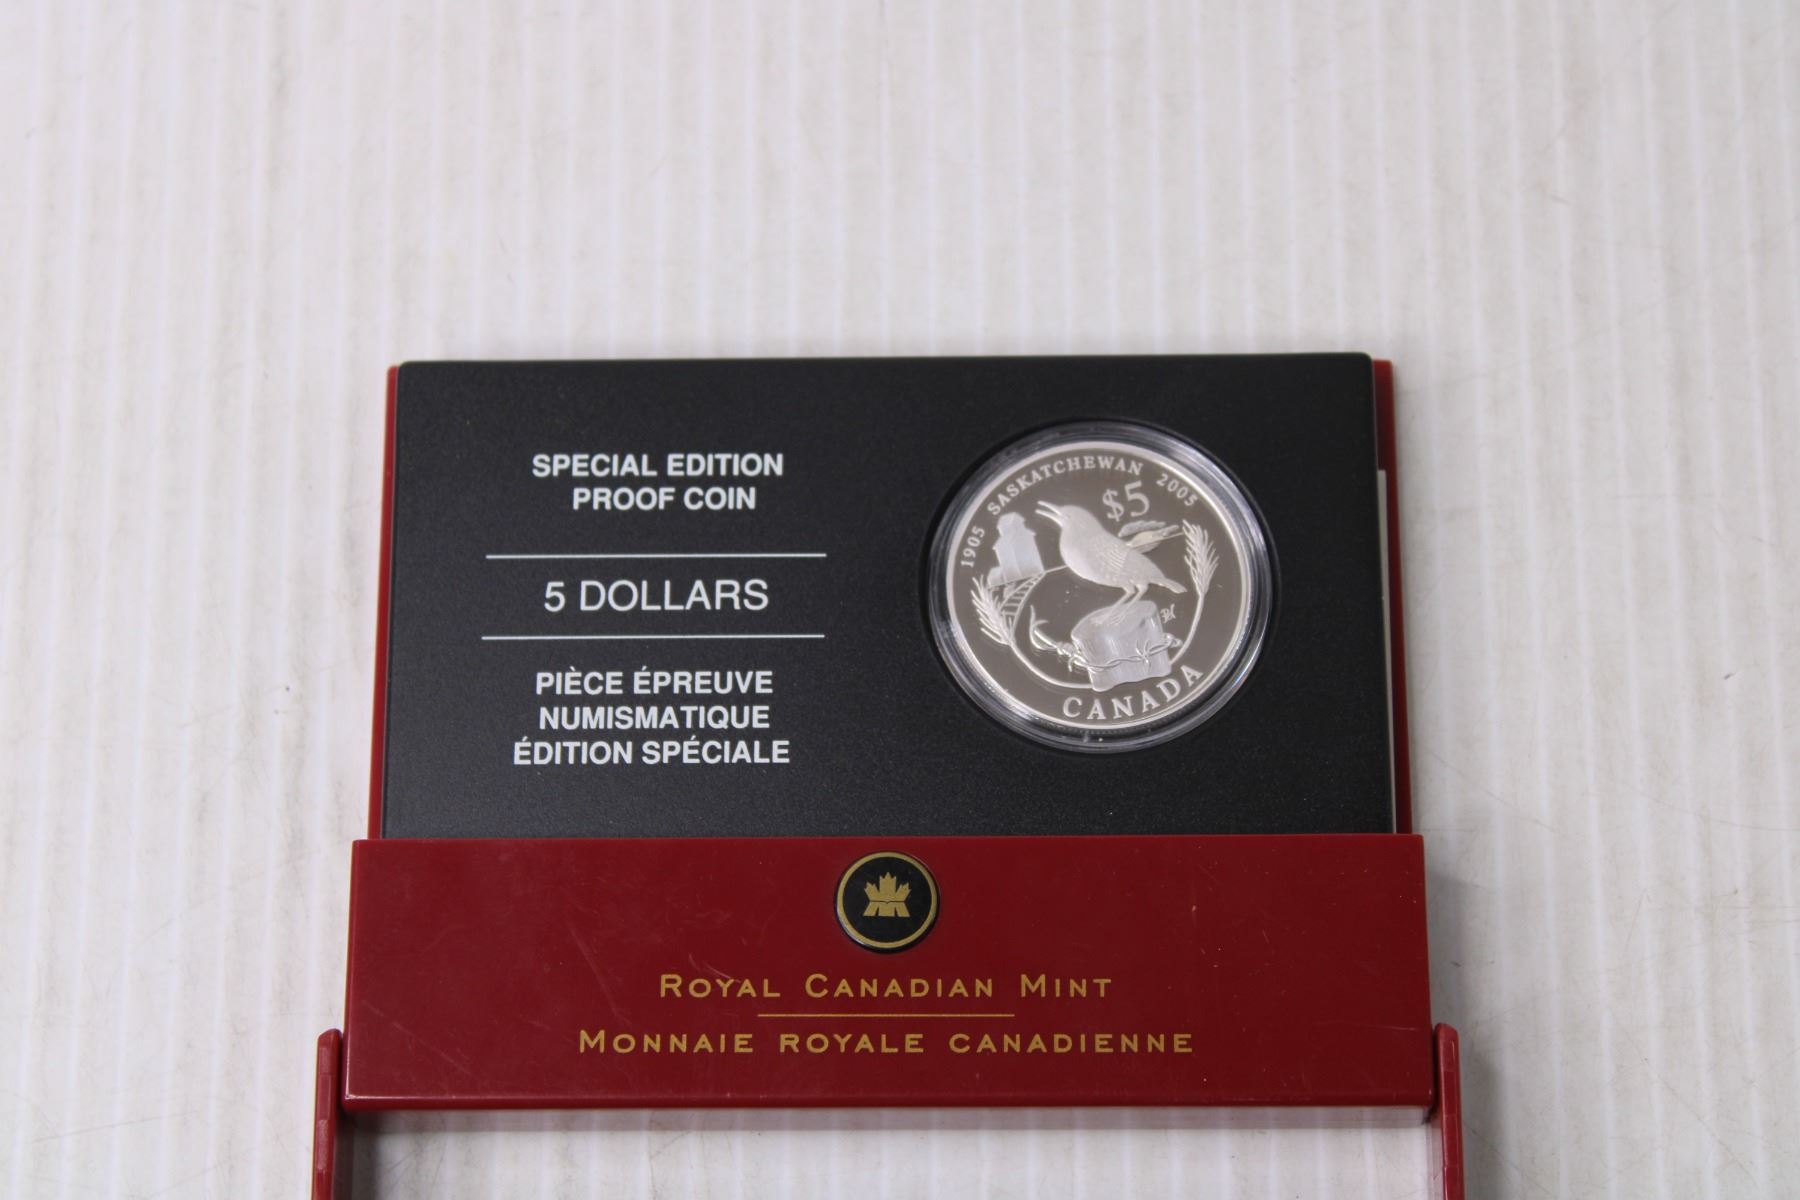 SPECIAL EDITION
PROOF COIN
5 DOLLARS
PIÈCE ÉPREUVE
NUMISMATIQUE
ÉDITION SPÉCIALE
1905 SASKATCHEWAN 2005
$5
CANADA
ROYAL CANADIAN MINT
MONNAIE ROYALE CANADIENNE